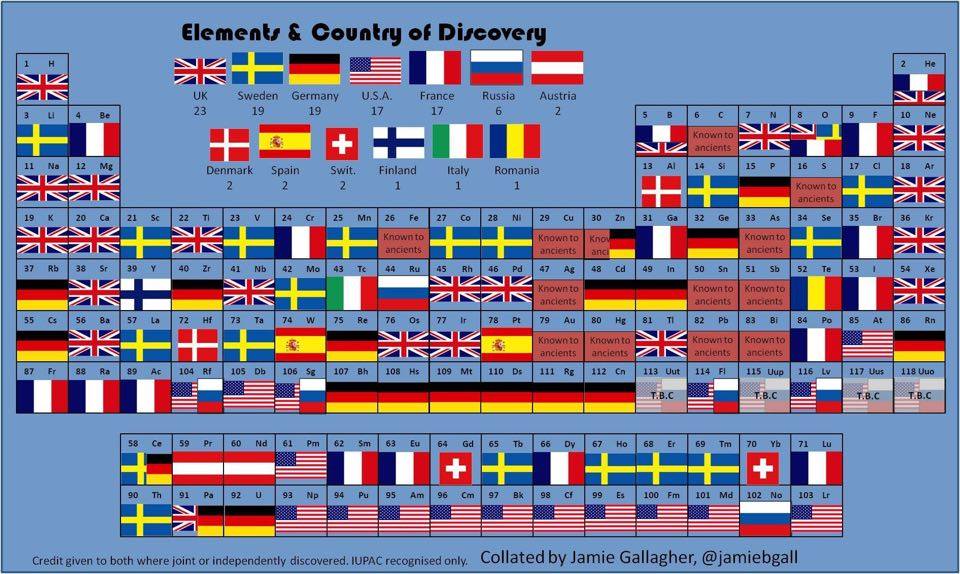 Elements & Country of Discovery
UK Sweden Germany U.S.A. France Russia Austria
23 19 19 17 17 6 2
Denmark Spain Swit. Finland Italy Romania
2 2 2 1 1 1
1 H 2 He
3 Li 4 Be 5 B 6 C 7 N 8 O 9 F 10 Ne
Known to
ancients
11 Na 12 Mg 13 Al 14 Si 15 P 16 S 17 Cl 18 Ar
Known to
ancients
19 K 20 Ca 21 Sc 22 Ti 23 V 24 Cr 25 Mn 26 Fe 27 Co 28 Ni 29 Cu 30 Zn 31 Ga 32 Ge 33 As 34 Se 35 Br 36 Kr
Known to Known to Know Known to
ancients ancients anci ancients
37 Rb 38 Sr 39 Y 40 Zr 41 Nb 42 Mo 43 Tc 44 Ru 45 Rh 46 Pd 47 Ag 48 Cd 49 In 50 Sn 51 Sb 52 Te 53 I 54 Xe
Known to Known to Known to
ancients ancients ancients
55 Cs 56 Ba 57 La 72 Hf 73 Ta 74 W 75 Re 76 Os 77 Ir 78 Pt 79 Au 80 Hg 81 Tl 82 Pb 83 Bi 84 Po 85 At 86 Rn
Known to Known to Known to Known to
ancients ancients ancients ancients
87 Fr 88 Ra 89 Ac 104 Rf 105 Db 106 Sg 107 Bh 108 Hs 109 Mt 110 Ds 111 Rg 112 Cn 113 Uut 114 Fl 115 Uup 116 Lv 117 Uus 118 Uuo
T.B.C T.B.C T.B.C T.B.C
58 Ce 59 Pr 60 Nd 61 Pm 62 Sm 63 Eu 64 Gd 65 Tb 66 Dy 67 Ho 68 Er 69 Tm 70 Yb 71 Lu
90 Th 91 Pa 92 U 93 Np 94 Pu 95 Am 96 Cm 97 Bk 98 Cf 99 Es 100 Fm 101 Md 102 No 103 Lr
Credit given to both where joint or independently discovered. IUPAC recognised only. Collated by Jamie Gallagher, @jamiebgall